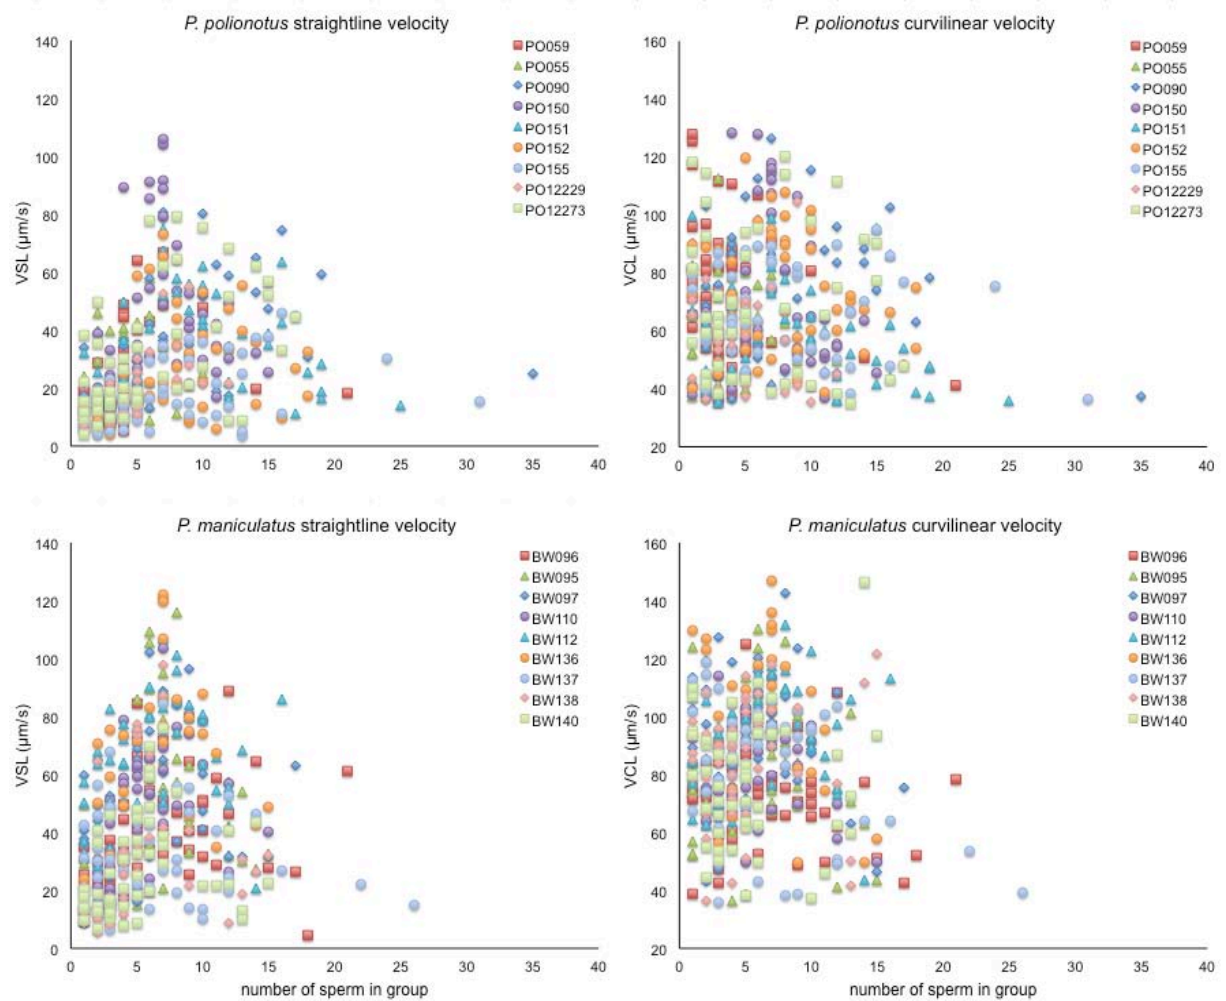 P. polionotus straightline velocity
140
120
100
80
60
40
20
0
VSL (µm/s)
0 5 10 15 20 25 30 35 40
PO059
PO055
PO090
PO150
PO151
PO152
PO155
PO12229
PO12273
P. polionotus curvilinear velocity
160
140
120
100
80
60
40
20
VCL (µm/s)
0 5 10 15 20 25 30 35 40
PO059
PO055
PO090
PO150
PO151
PO152
PO155
PO12229
PO12273
P. maniculatus straightline velocity
140
120
100
80
60
40
20
0
VSL (µm/s)
0 5 10 15 20 25 30 35 40
number of sperm in group
BW096
BW095
BW097
BW110
BW112
BW136
BW137
BW138
BW140
P. maniculatus curvilinear velocity
160
140
120
100
80
60
40
20
VCL (µm/s)
0 5 10 15 20 25 30 35 40
number of sperm in group
BW096
BW095
BW097
BW110
BW112
BW136
BW137
BW138
BW140